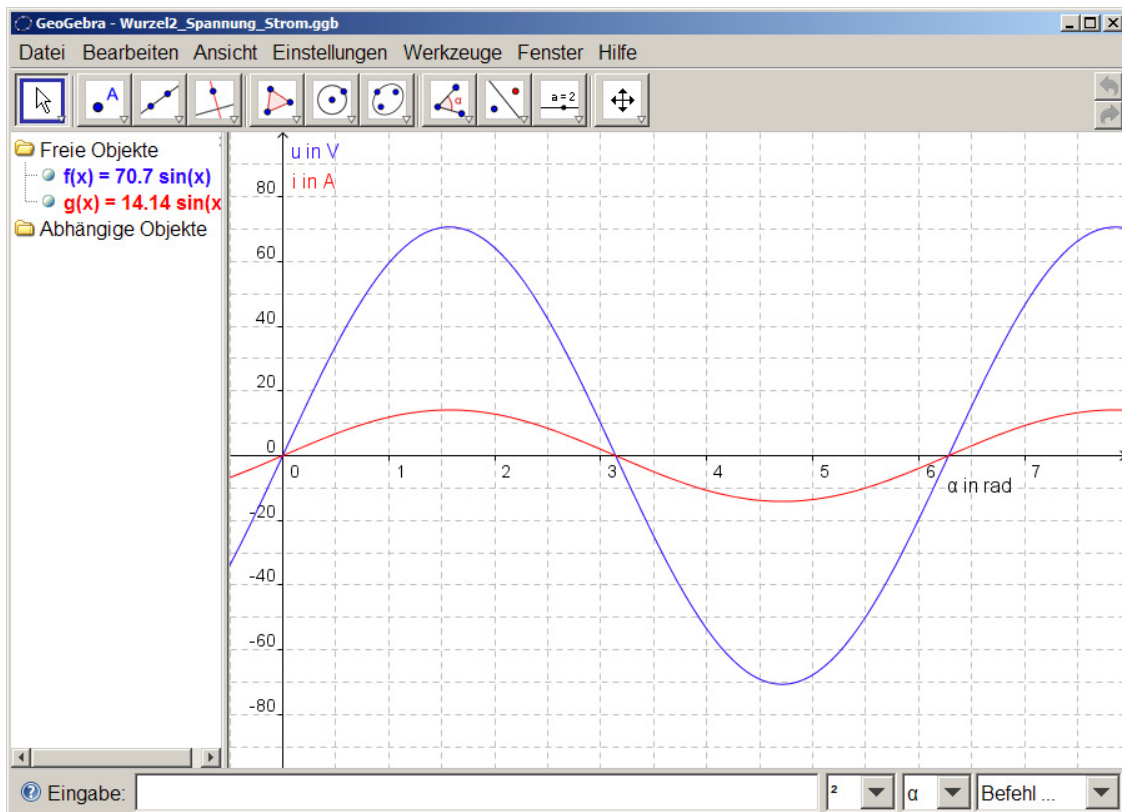 GeoGebra - Wurzel2_Spannung_Strom.ggb
Datei Bearbeiten Ansicht Einstellungen Werkzeuge Fenster Hilfe
A
α
a = 2
Freie Objekte
f(x) = 70.7 sin(x)
g(x) = 14.14 sin(x
Abhängige Objekte
u in V
i in A
80
60
40
20
0
-20
-40
-60
-80
0 1 2 3 4 5 6 7
α in rad
Eingabe: ² α Befehl ...